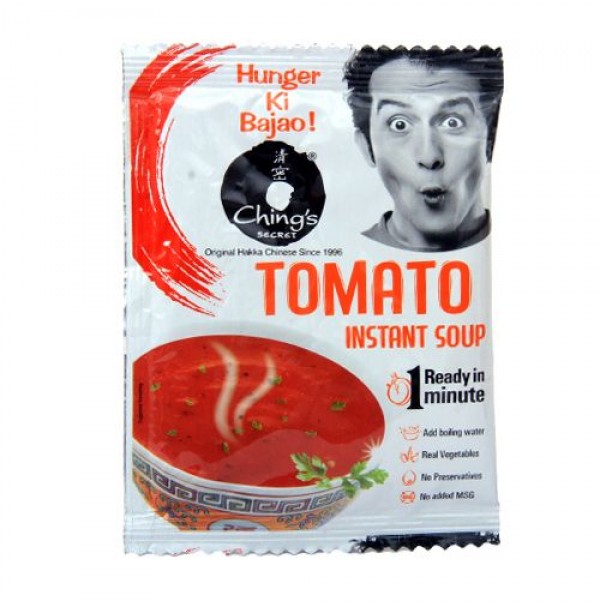 Hunger
Ki
Bajao!
清
®
Ching's
SECRET
Original Hakka Chinese Since 1996
TOMATO
INSTANT SOUP
1 Ready in
minute
Add boiling water
Real Vegetables
No Preservatives
No added MSG